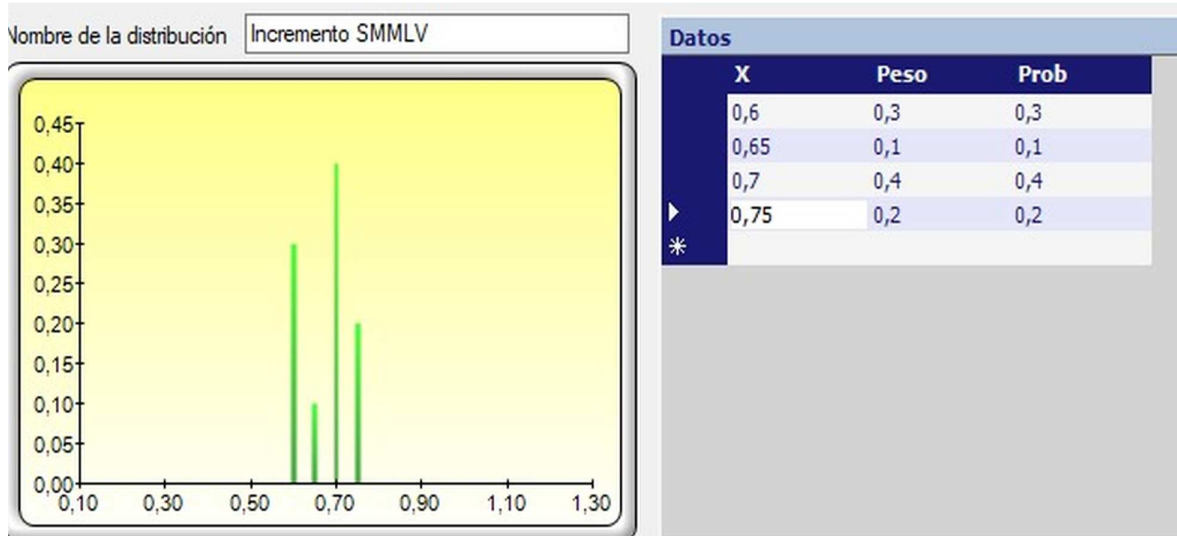 Nombre de la distribución Incremento SMMLV
0,45
0,40
0,35
0,30
0,25
0,20
0,15
0,10
0,05
0,00
0,10 0,30 0,50 0,70 0,90 1,10 1,30
Datos
X Peso Prob
0,6 0,3 0,3
0,65 0,1 0,1
0,7 0,4 0,4
0,75 0,2 0,2